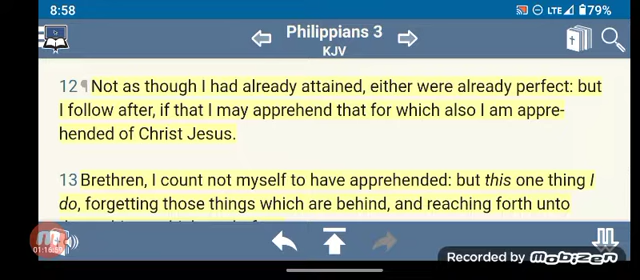 8:58
LTE
79%
Philippians 3
KJV
12 ¶ Not as though I had already attained, either were already perfect: but
I follow after, if that I may apprehend that for which also I am appre-
hended of Christ Jesus.
13 Brethren, I count not myself to have apprehended: but this one thing I
do, forgetting those things which are behind, and reaching forth unto
Recorded by
MOBIZEN